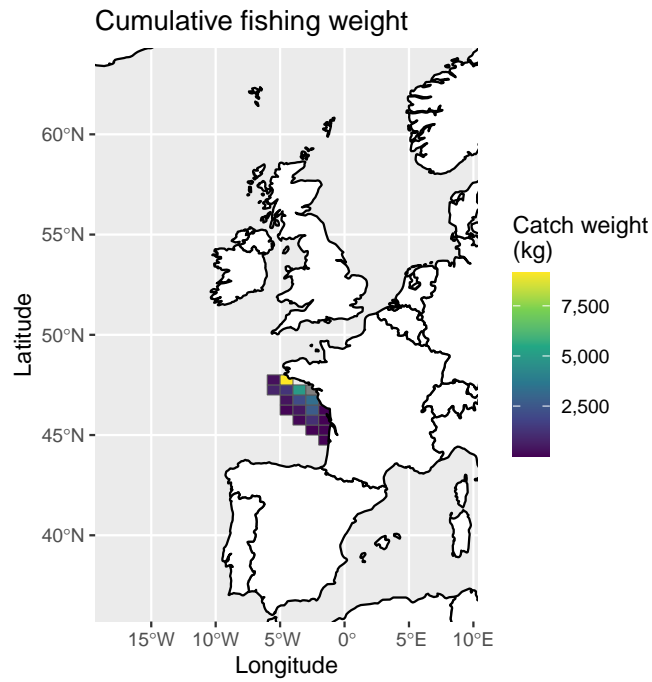 Cumulative fishing weight
60°N
55°N
50°N
45°N
40°N
Latitude
15°W 10°W 5°W 0° 5°E 10°E
Longitude
Catch weight
(kg)
7,500
5,000
2,500